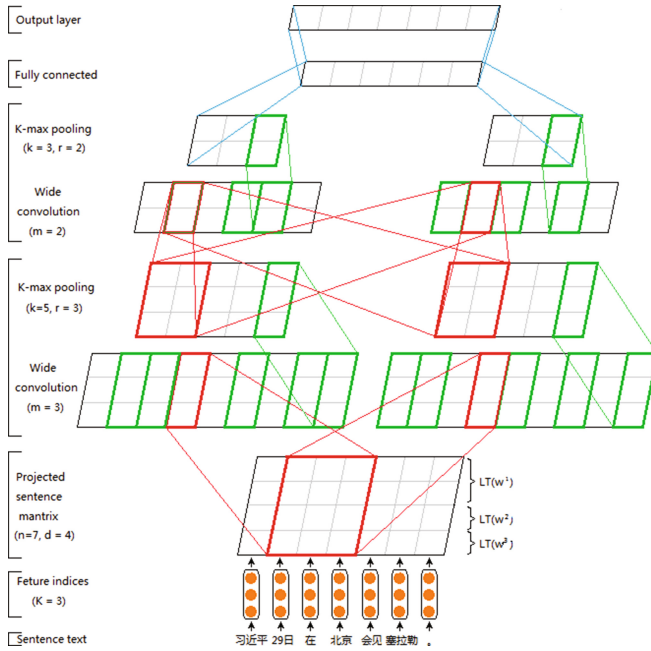 Output layer
Fully connected
K-max pooling
(k = 3, r = 2)
Wide
convolution
(m = 2)
K-max pooling
(k=5, r = 3)
Wide
convolution
(m = 3)
Projected
sentence
mantrix
(n=7, d = 4)
LT(w¹)
LT(w²)
LT(w³)
Feture indices
(K = 3)
Sentence text
习近平 29日 在 北京 会见 塞拉勒 。